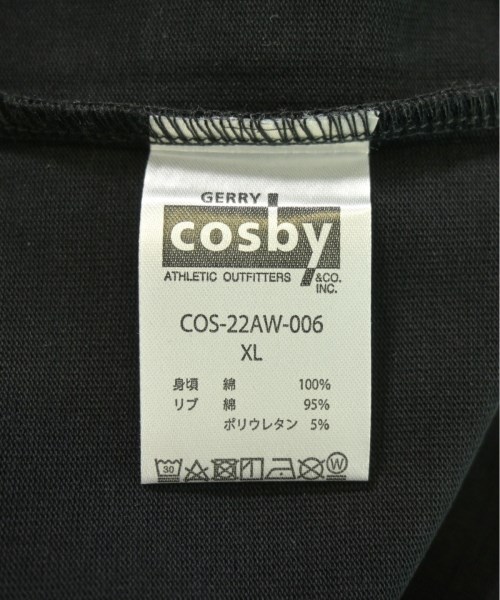 GERRY
cosby
ATHLETIC OUTFITTERS &CO. INC.
COS-22AW-006
XL
身頃 綿 100%
リブ 綿 95%
ポリウレタン 5%
30 W